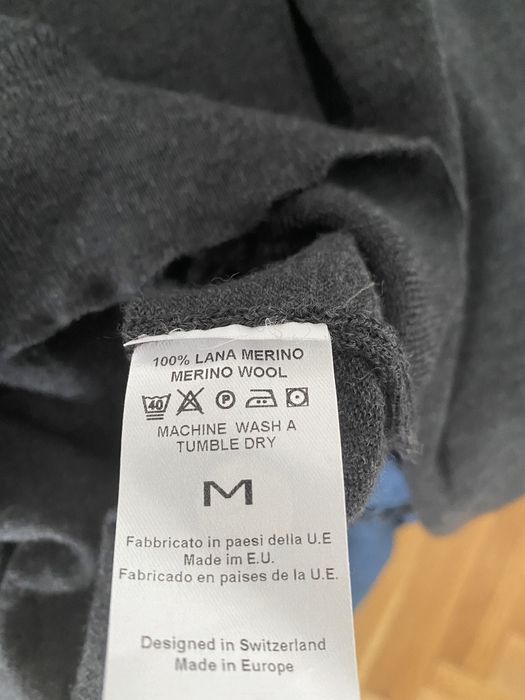 100% LANA MERINO
MERINO WOOL
40 P
MACHINE WASH A
TUMBLE DRY
M
Fabbricato in paesi della U.E
Made im E.U.
Fabricado en paises de la U.E.
Designed in Switzerland
Made in Europe